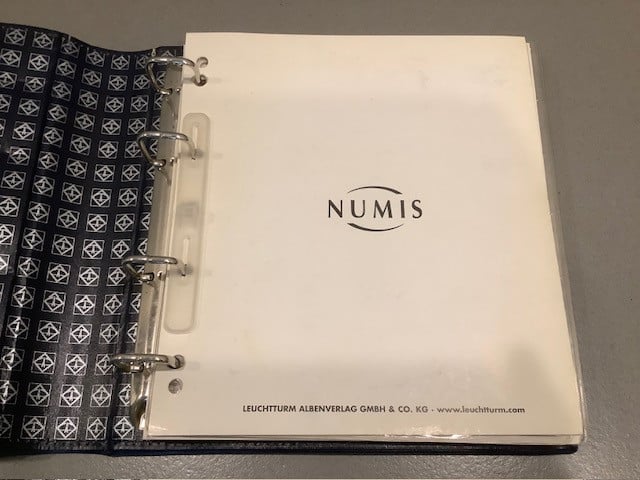 NUMIS
LEUCHTTURM ALBENVERLAG GMBH & CO. KG - www.leuchtturm.com